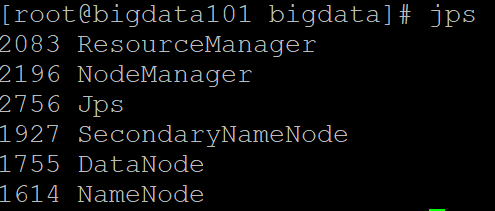 [root@bigdata101 bigdata]# jps
2083 ResourceManager
2196 NodeManager
2756 Jps
1927 SecondaryNameNode
1755 DataNode
1614 NameNode